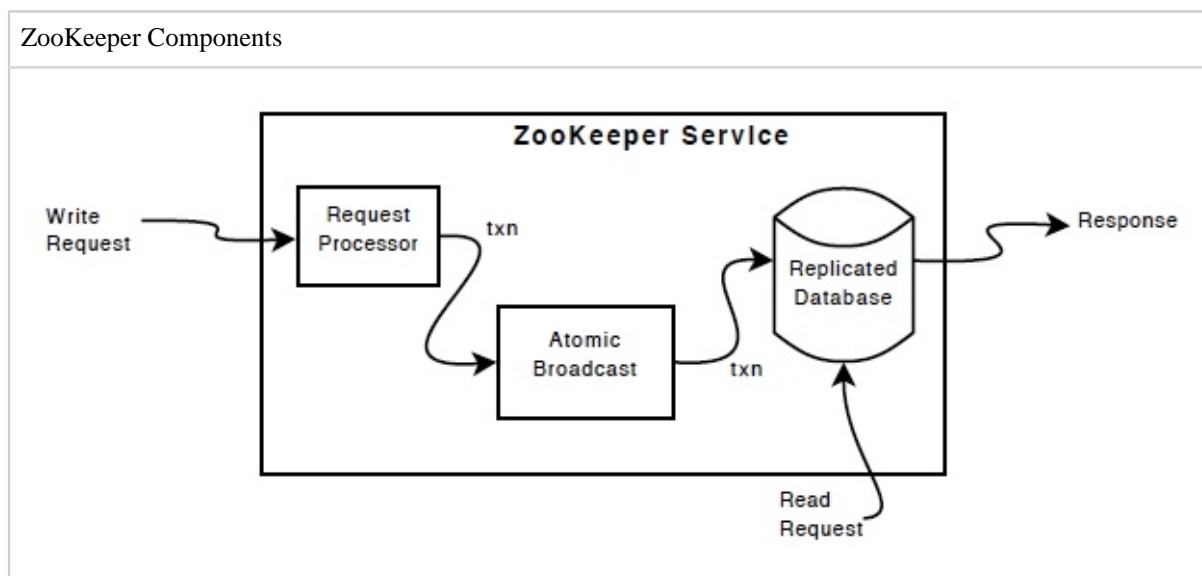 ZooKeeper Components
ZooKeeper Service
Write
Request
Request
Processor
txn
Atomic
Broadcast
txn
Replicated
Database
Response
Read
Request